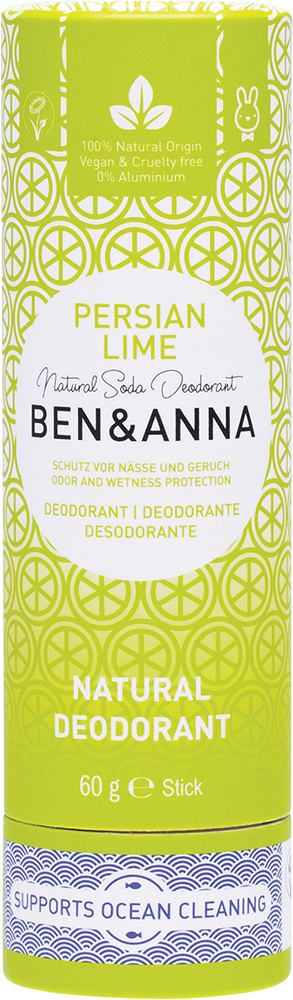 100% Natural Origin
Vegan & Cruelty free
0% Aluminium
PERSIAN
LIME
Natural Soda Deodorant
BEN&ANNA
SCHUTZ VOR NÄSSE UND GERUCH
ODOR AND WETNESS PROTECTION
DEODORANT | DEODORANTE
DESODORANTE
NATURAL
DEODORANT
60 g ℮ Stick
SUPPORTS OCEAN CLEANING